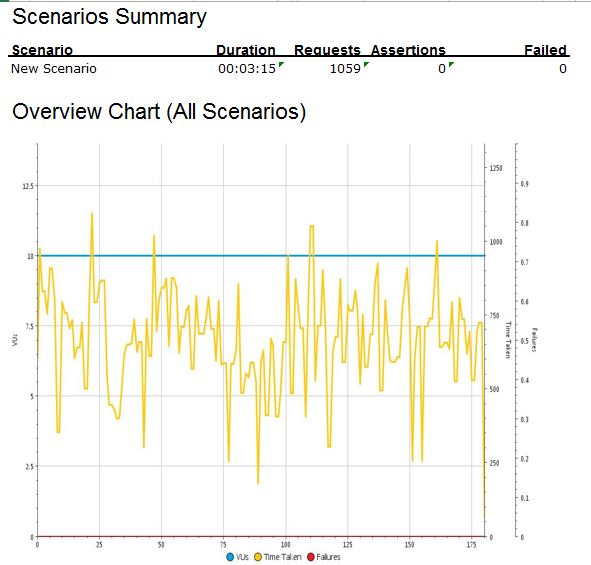 Scenarios Summary
Scenario Duration Requests Assertions Failed
New Scenario 00:03:15 1059 0 0
Overview Chart (All Scenarios)
12.5
10
7.5
5
2.5
0
VUs
1250
1000
750
500
250
0
Time Taken
0.9
0.8
0.7
0.6
0.5
0.4
0.3
0.2
0.1
0
Failures
0 25 50 75 100 125 150 175
VUs Time Taken Failures